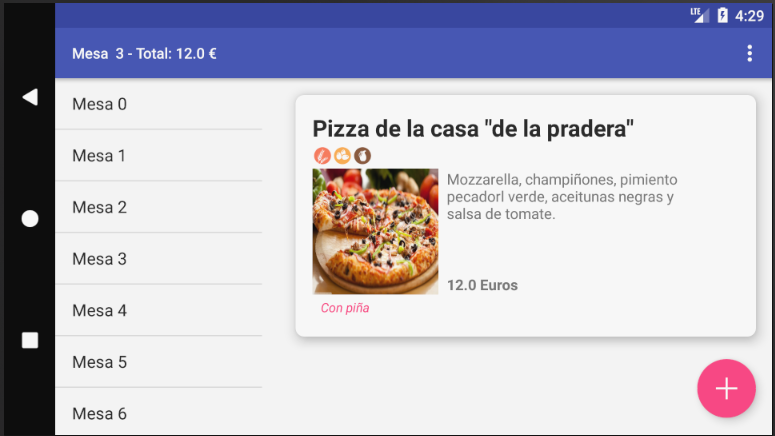 LTE 4:29
Mesa  3 - Total: 12.0 €
Mesa 0
Mesa 1
Mesa 2
Mesa 3
Mesa 4
Mesa 5
Mesa 6
Pizza de la casa "de la pradera"
Mozzarella, champiñones, pimiento
pecadorl verde, aceitunas negras y
salsa de tomate.
12.0 Euros
Con piña